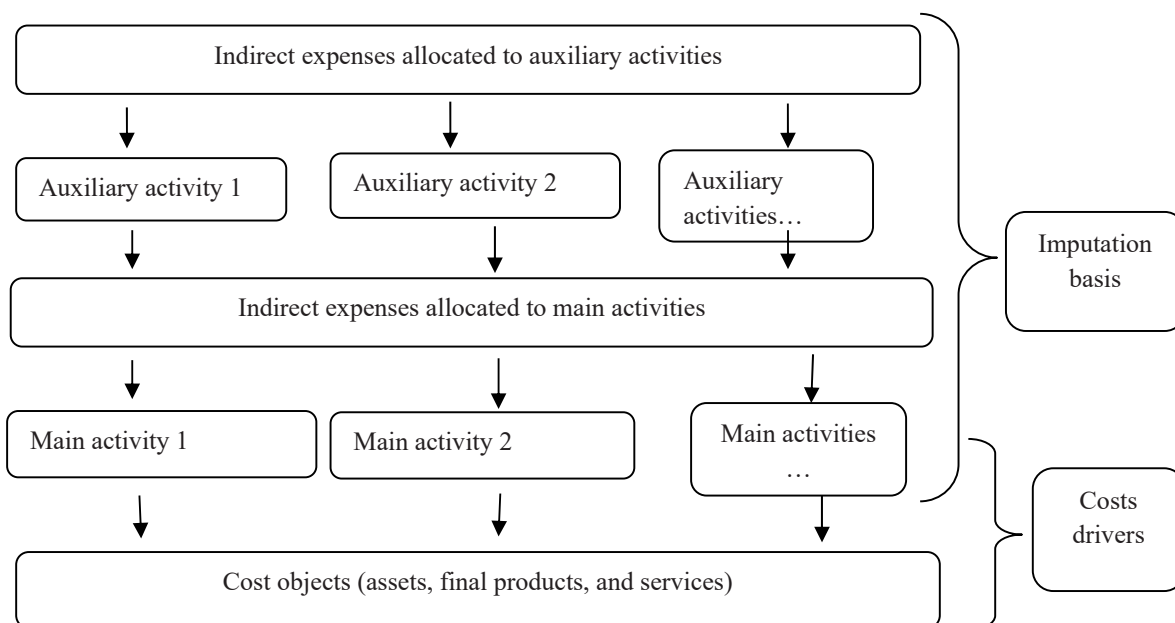 Indirect expenses allocated to auxiliary activities
Auxiliary activity 1
Auxiliary activity 2
Auxiliary
activities…
Indirect expenses allocated to main activities
Imputation
basis
Main activity 1
Main activity 2
Main activities
…
Costs
drivers
Cost objects (assets, final products, and services)